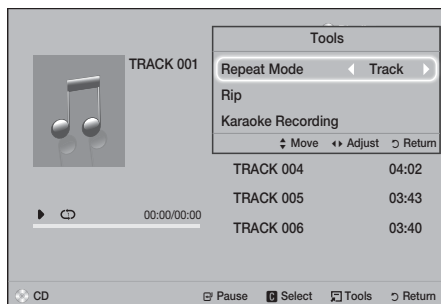 Tools
TRACK 001
Repeat Mode Track
Rip
Karaoke Recording
Move Adjust Return
TRACK 004 04:02
TRACK 005 03:43
00:00/00:00
TRACK 006 03:40
CD Pause C Select Tools Return